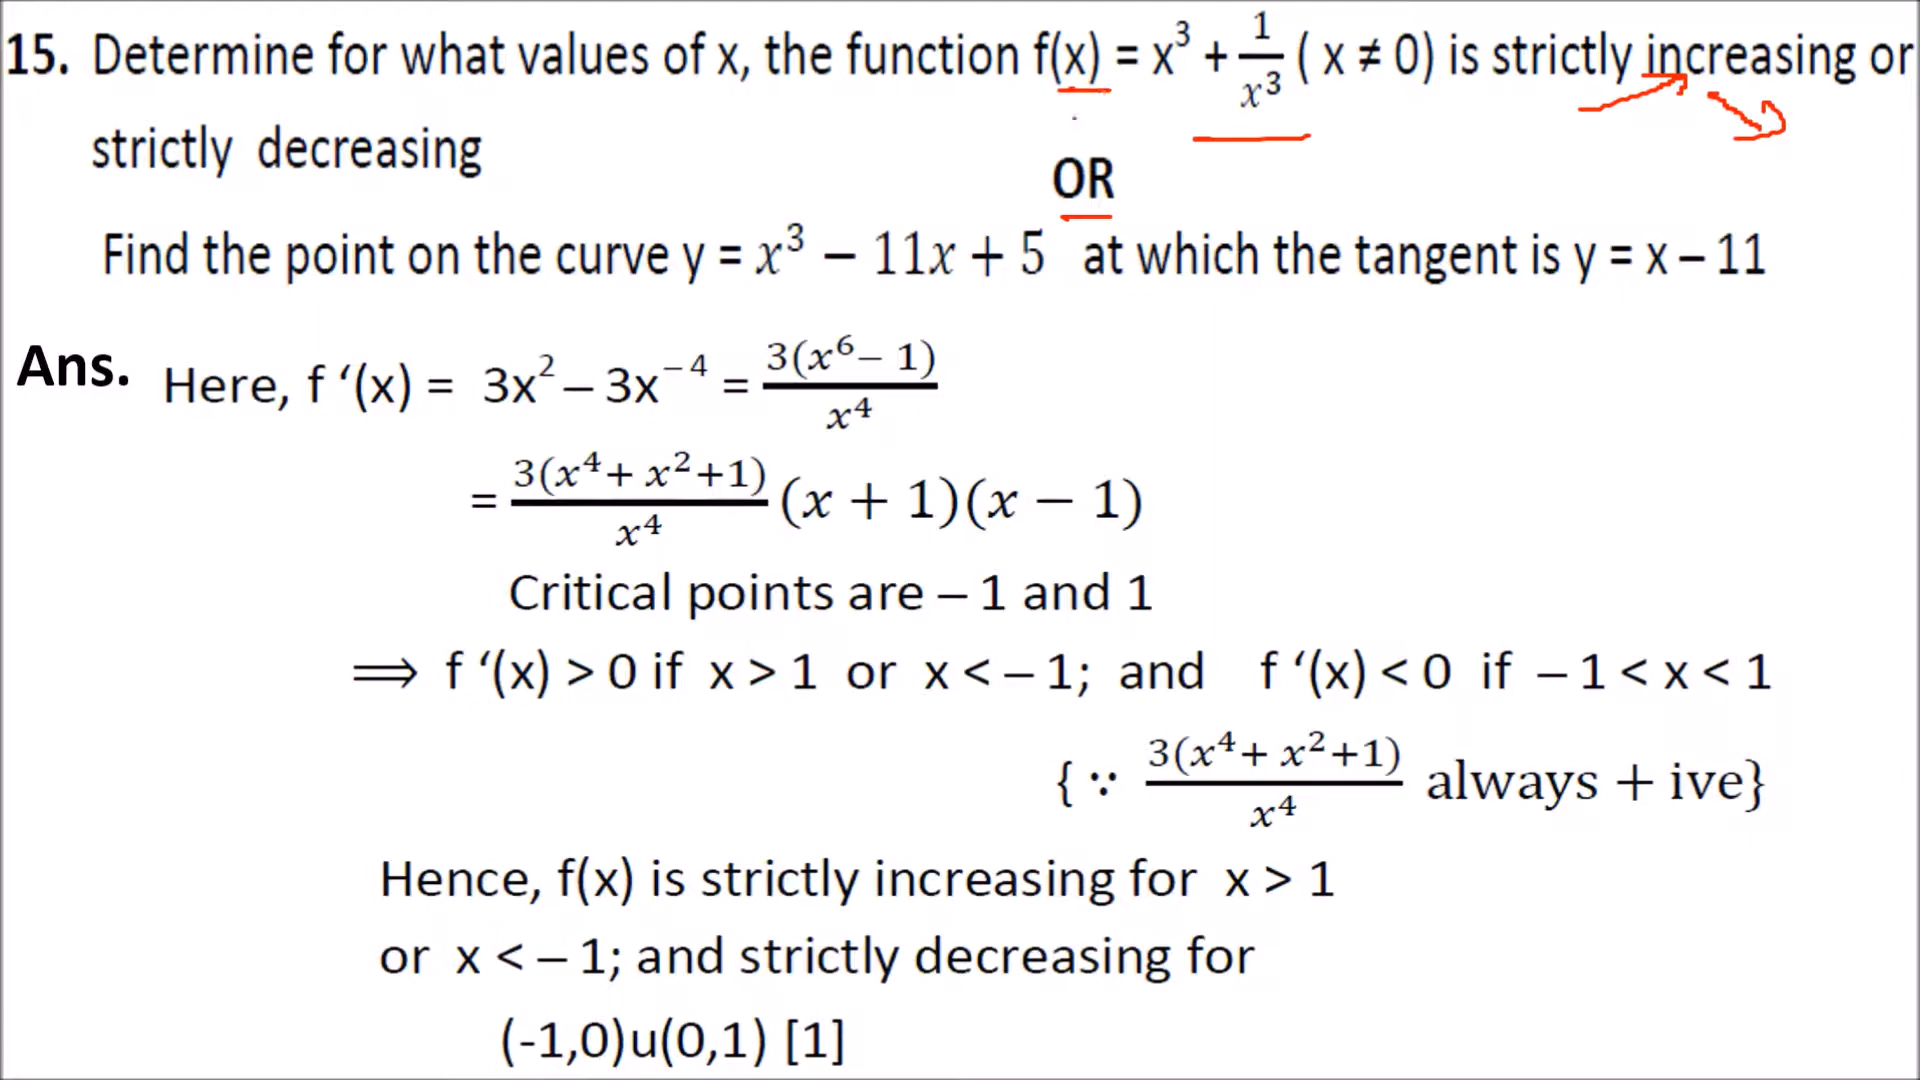 15. Determine for what values of x, the function f(x) = x³ + 1/x³ ( x ≠ 0) is strictly increasing or
strictly decreasing
OR
Find the point on the curve y = x³ − 11x + 5 at which the tangent is y = x – 11
Ans. Here, f ‘(x) = 3x² – 3x⁻⁴ = 3(x⁶− 1)/x⁴
= 3(x⁴+ x²+1)/x⁴ (x + 1)(x − 1)
Critical points are – 1 and 1
⟹ f ‘(x) > 0 if x > 1 or x < – 1; and f ‘(x) < 0 if – 1 < x < 1
{ ∵ 3(x⁴+ x²+1)/x⁴ always + ive}
Hence, f(x) is strictly increasing for x > 1
or x < – 1; and strictly decreasing for
(-1,0)u(0,1) [1]